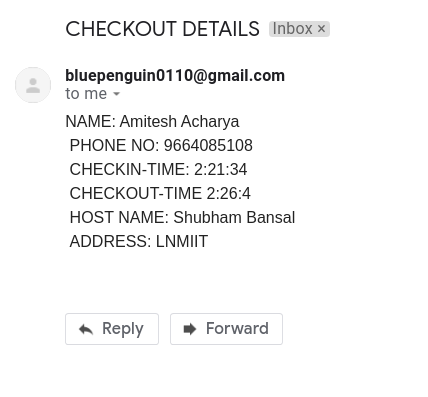 CHECKOUT DETAILS Inbox ×
bluepenguin0110@gmail.com
to me
NAME: Amitesh Acharya
PHONE NO: 9664085108
CHECKIN-TIME: 2:21:34
CHECKOUT-TIME 2:26:4
HOST NAME: Shubham Bansal
ADDRESS: LNMIIT
Reply Forward